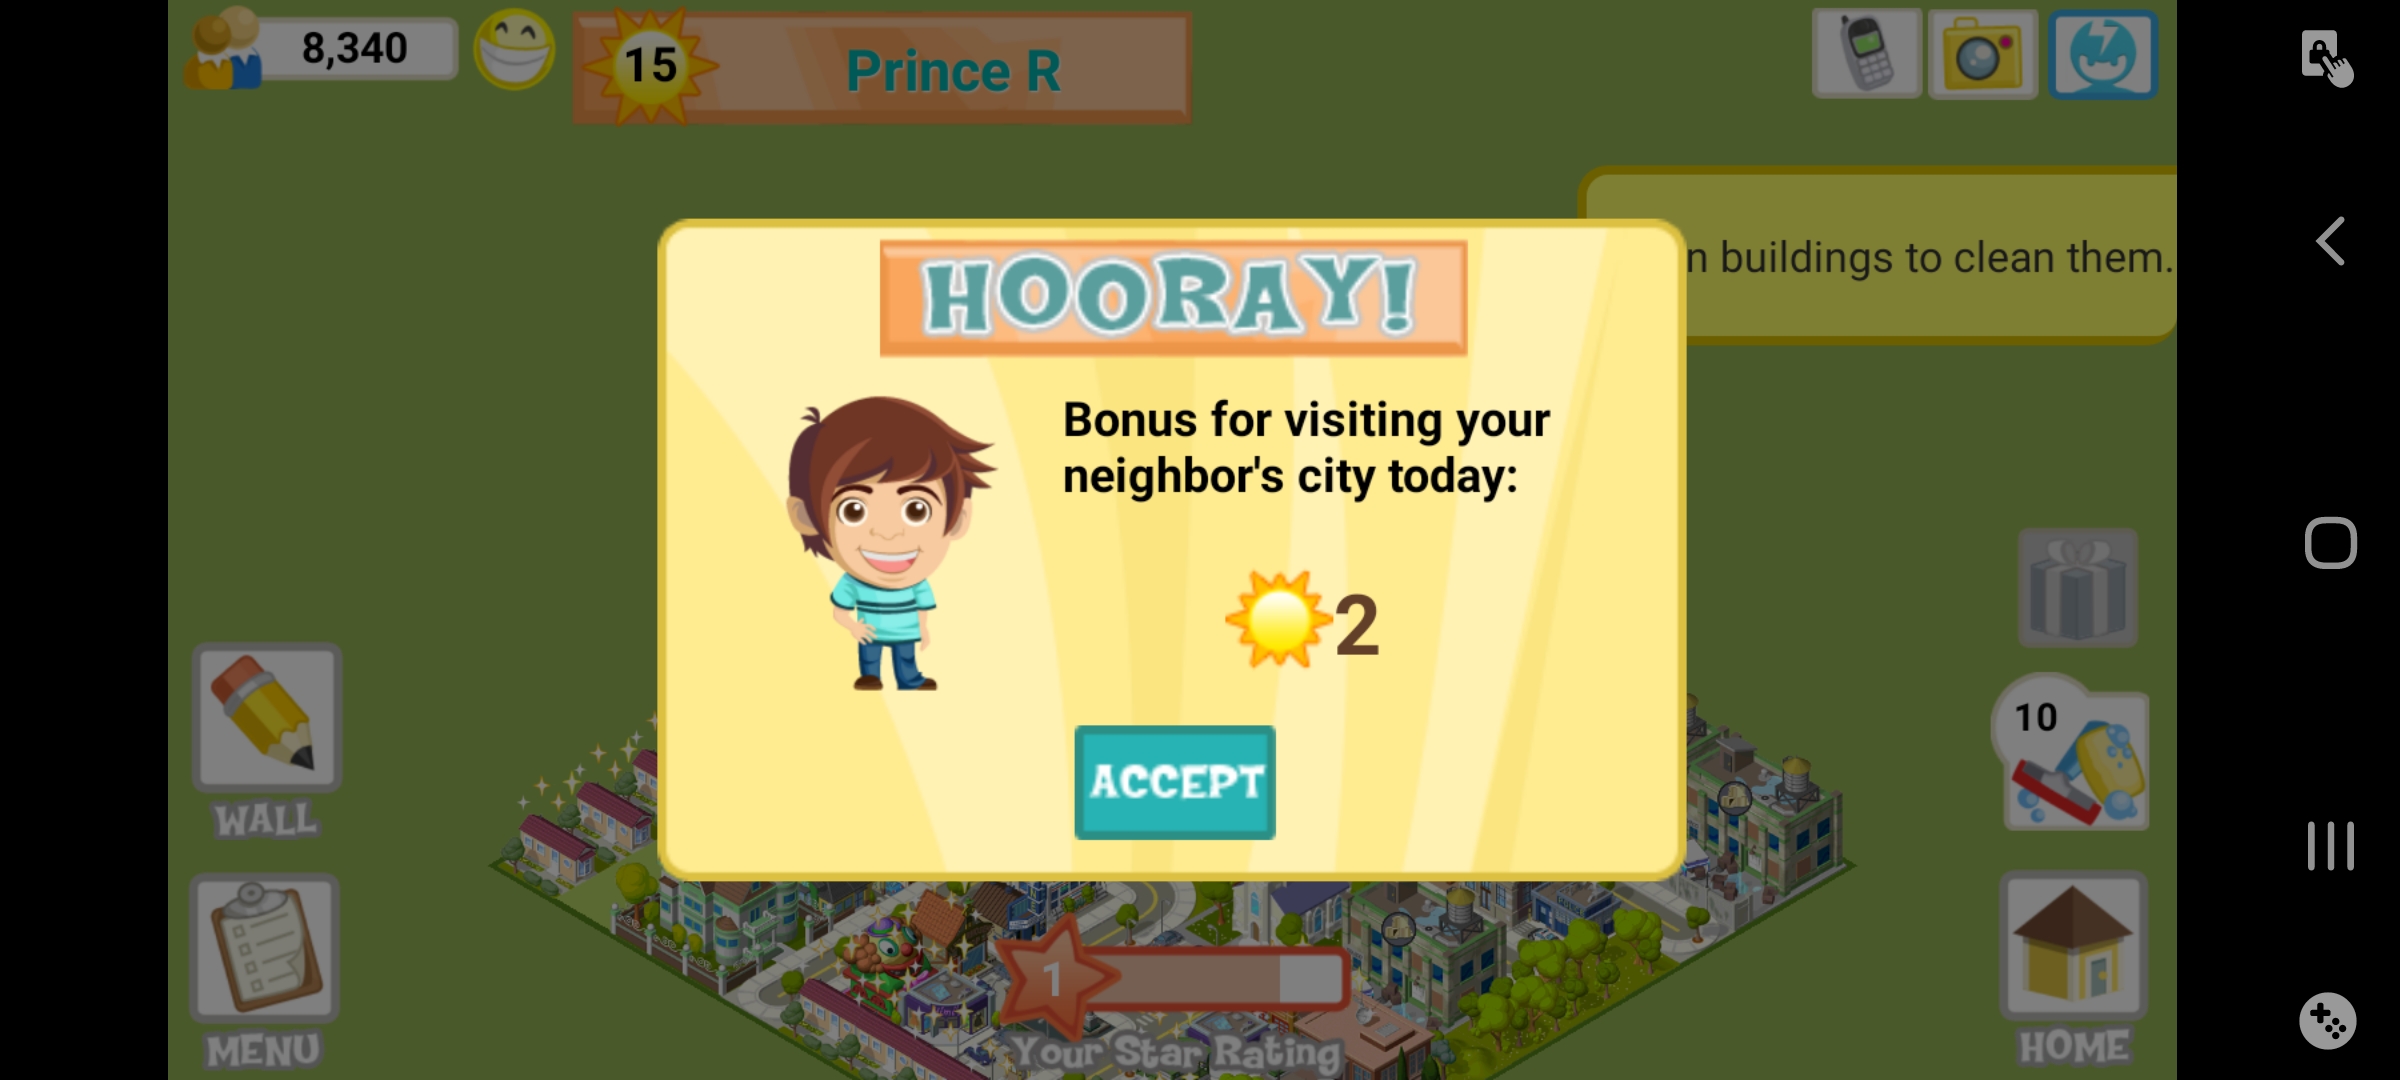 8,340
15
Prince R
n buildings to clean them.
HOORAY!
Bonus for visiting your
neighbor's city today:
2
ACCEPT
WALL
10
MENU
1
Your Star Rating
HOME